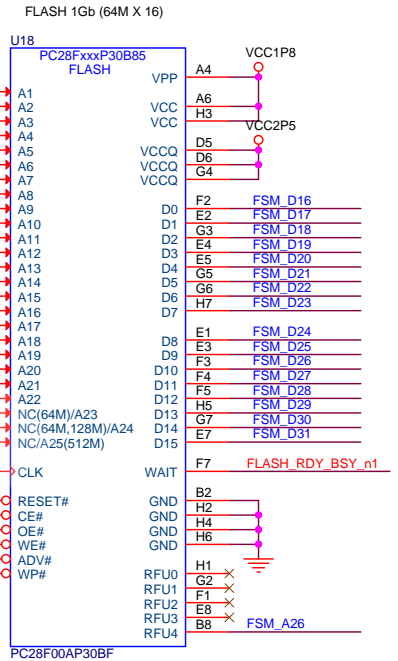 FLASH 1Gb (64M X 16)
U18
PC28FxxxP30B85
FLASH
VCC1P8
VPP A4
A1
A2 VCC A6
A3 VCC H3
VCC2P5
A4
A5 VCCQ D5
A6 VCCQ D6
A7 VCCQ G4
A8
A9 D0 F2 FSM_D16
A10 D1 E2 FSM_D17
A11 D2 G3 FSM_D18
A12 D3 E4 FSM_D19
A13 D4 E5 FSM_D20
A14 D5 G5 FSM_D21
A15 D6 G6 FSM_D22
A16 D7 H7 FSM_D23
A17
A18 D8 E1 FSM_D24
A19 D9 E3 FSM_D25
A20 D10 F3 FSM_D26
A21 D11 F4 FSM_D27
A22 D12 F5 FSM_D28
NC(64M)/A23 D13 H5 FSM_D29
NC(64M,128M)/A24 D14 G7 FSM_D30
NC/A25(512M) D15 E7 FSM_D31
CLK WAIT F7 FLASH_RDY_BSY_n1
RESET# GND B2
CE# GND H2
OE# GND H4
WE# GND H6
ADV#
WP# RFU0 H1
RFU1 G2
RFU2 F1
RFU3 E8
RFU4 B8 FSM_A26
PC28F00AP30BF